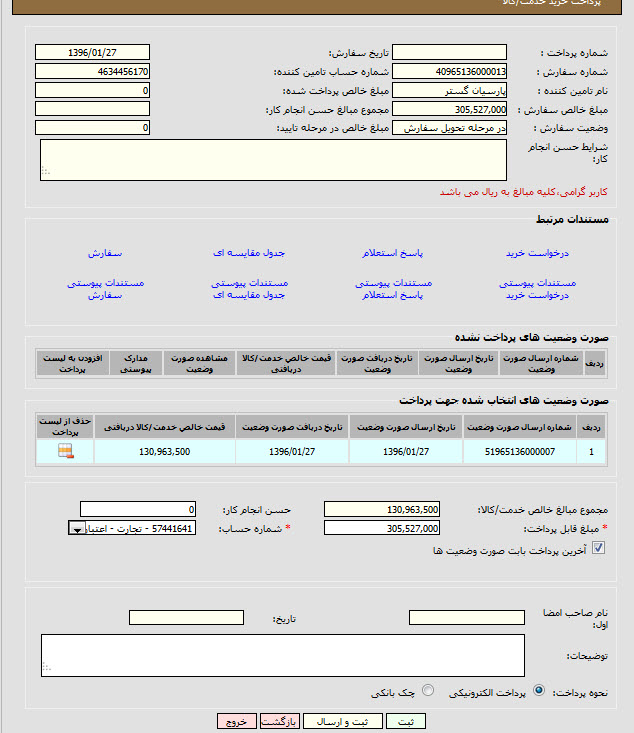 پرداخت خرید خدمت/کالا
شماره پرداخت :
تاریخ سفارش: 1396/01/27
شماره سفارش : 40965136000013 شماره حساب تامین کننده: 4634456170
نام تامین کننده : پارسیان گستر مبلغ خالص پرداخت شده: 0
مبلغ خالص سفارش : 305,527,000 مجموع مبالغ حسن انجام کار:
وضعیت سفارش : در مرحله تحویل سفارش مبلغ خالص در مرحله تایید: 0
شرایط حسن انجام
کار:
کاربر گرامی،کلیه مبالغ به ریال می باشد
مستندات مرتبط
درخواست خرید پاسخ استعلام جدول مقایسه ای سفارش
مستندات پیوستی مستندات پیوستی مستندات پیوستی مستندات پیوستی
درخواست خرید پاسخ استعلام جدول مقایسه ای سفارش
صورت وضعیت های پرداخت نشده
ردیف شماره ارسال صورت وضعیت تاریخ ارسال صورت وضعیت تاریخ دریافت صورت وضعیت قیمت خالص خدمت/کالا دریافتی مشاهده صورت وضعیت مدارک پیوستی افزودن به لیست پرداخت
صورت وضعیت های انتخاب شده جهت پرداخت
ردیف شماره ارسال صورت وضعیت تاریخ ارسال صورت وضعیت تاریخ دریافت صورت وضعیت قیمت خالص خدمت/کالا دریافتی حذف از لیست پرداخت
1 51965136000007 1396/01/27 1396/01/27 130,963,500
مجموع مبالغ خالص خدمت/کالا: 130,963,500 حسن انجام کار: 0
* مبلغ قابل پرداخت: 305,527,000 * شماره حساب: 57441641 - تجارت - اعتبار
آخرین پرداخت بابت صورت وضعیت ها
نام صاحب امضا
اول:
تاریخ:
توضیحات:
نحوه پرداخت: پرداخت الکترونیکی چک بانکی
ثبت ثبت و ارسال بازگشت خروج